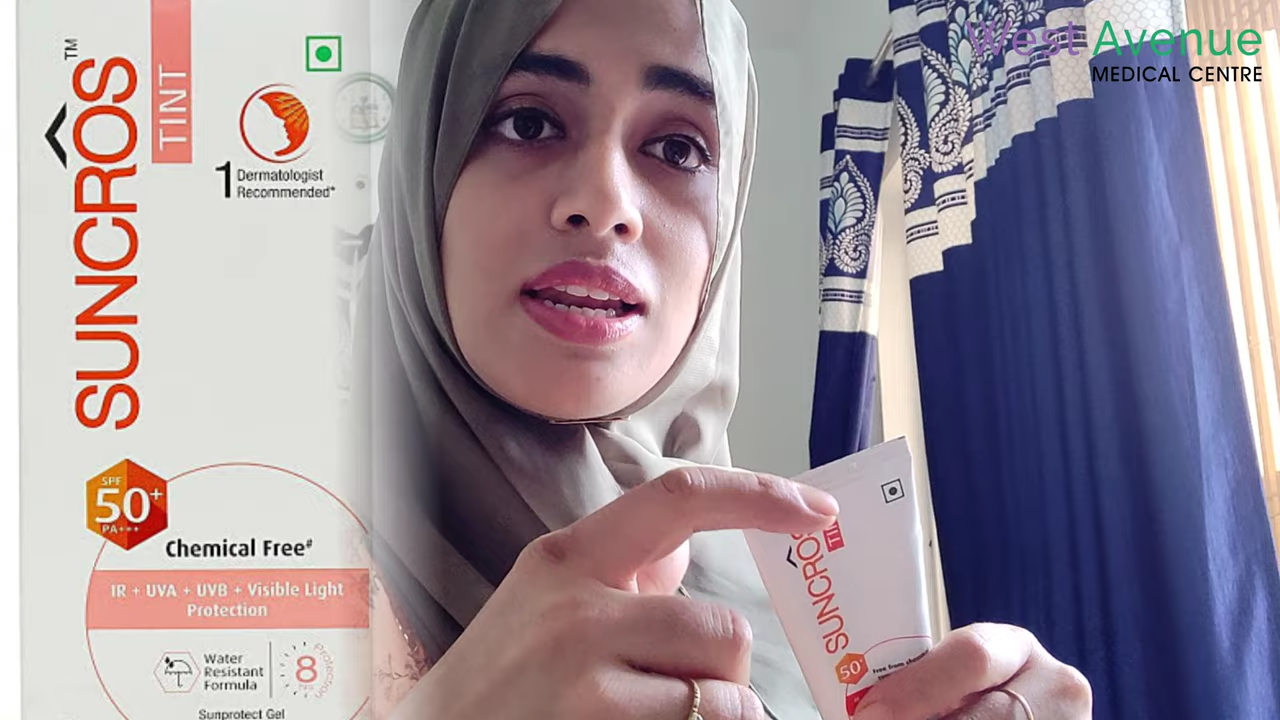 SUNCROS™
TINT
1 Dermatologist
Recommended*
SPF
50+
PA+++
Chemical Free#
IR + UVA + UVB + Visible Light
Protection
Water
Resistant
Formula
8
Protection
Sunprotect Gel
West Avenue
MEDICAL CENTRE
SUNCROS
50+